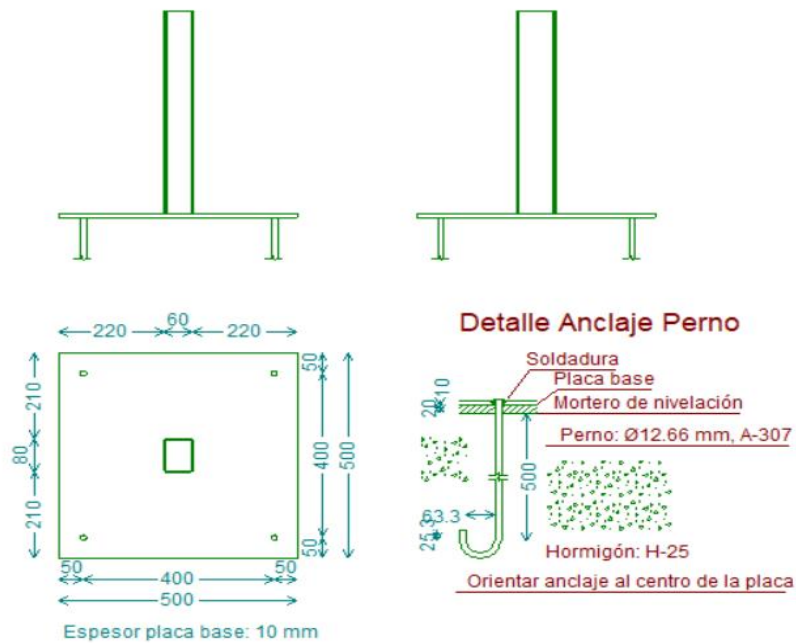 60
220
220
210
80
210
50
400
50
500
50
400
50
500
Espesor placa base: 10 mm
Detalle Anclaje Perno
Soldadura
Placa base
Mortero de nivelación
Perno: Ø12.66 mm, A-307
10
20
500
63.3
25.3
Hormigón: H-25
Orientar anclaje al centro de la placa